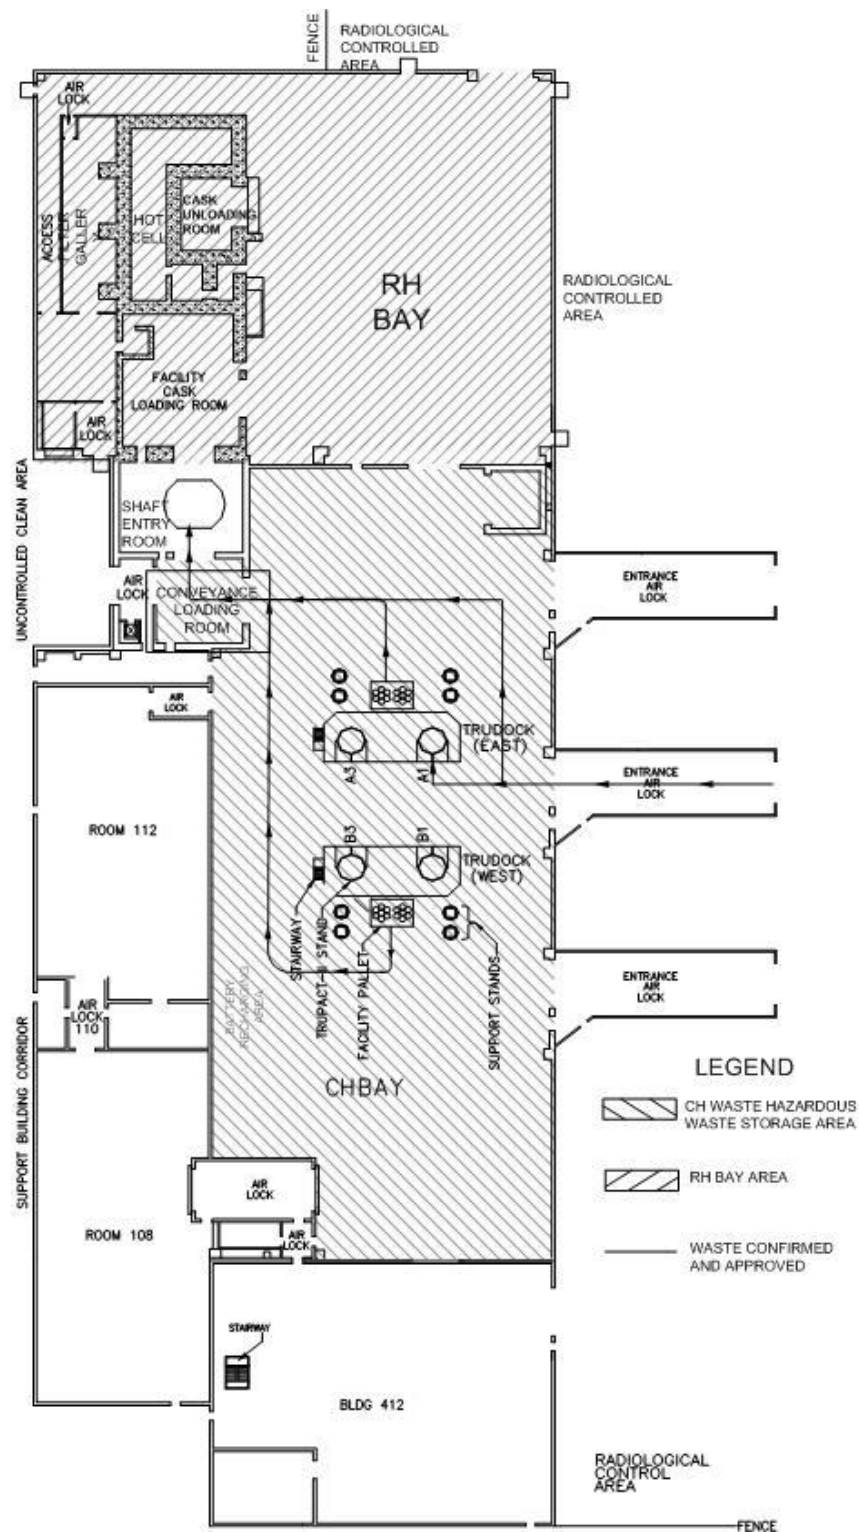 FENCE
RADIOLOGICAL
CONTROLLED
AREA
AIR
LOCK
ACCESS
FILTER
GALLER
Y
HOT
CELL
CASK
UNLOADING
ROOM
RH
BAY
RADIOLOGICAL
CONTROLLED
AREA
FACILITY
CASK
LOADING ROOM
AIR
LOCK
UNCONTROLLED CLEAN AREA
SHAFT
ENTRY
ROOM
AIR
LOCK
CONVEYANCE
LOADING
ROOM
ENTRANCE
AIR
LOCK
AIR
LOCK
TRUDOCK
(EAST)
A3
A1
ENTRANCE
AIR
LOCK
ROOM 112
B3
B1
TRUDOCK
(WEST)
STAIRWAY
TRUPACT-II STAND
FACILITY PALLET
SUPPORT STANDS
BATTERY
RECHARGING
AREA
ENTRANCE
AIR
LOCK
AIR
LOCK
110
SUPPORT BUILDING CORRIDOR
CHBAY
LEGEND
CH WASTE HAZARDOUS
WASTE STORAGE AREA
RH BAY AREA
WASTE CONFIRMED
AND APPROVED
AIR
LOCK
ROOM 108
AIR
LOCK
STAIRWAY
BLDG 412
RADIOLOGICAL
CONTROL
AREA
FENCE